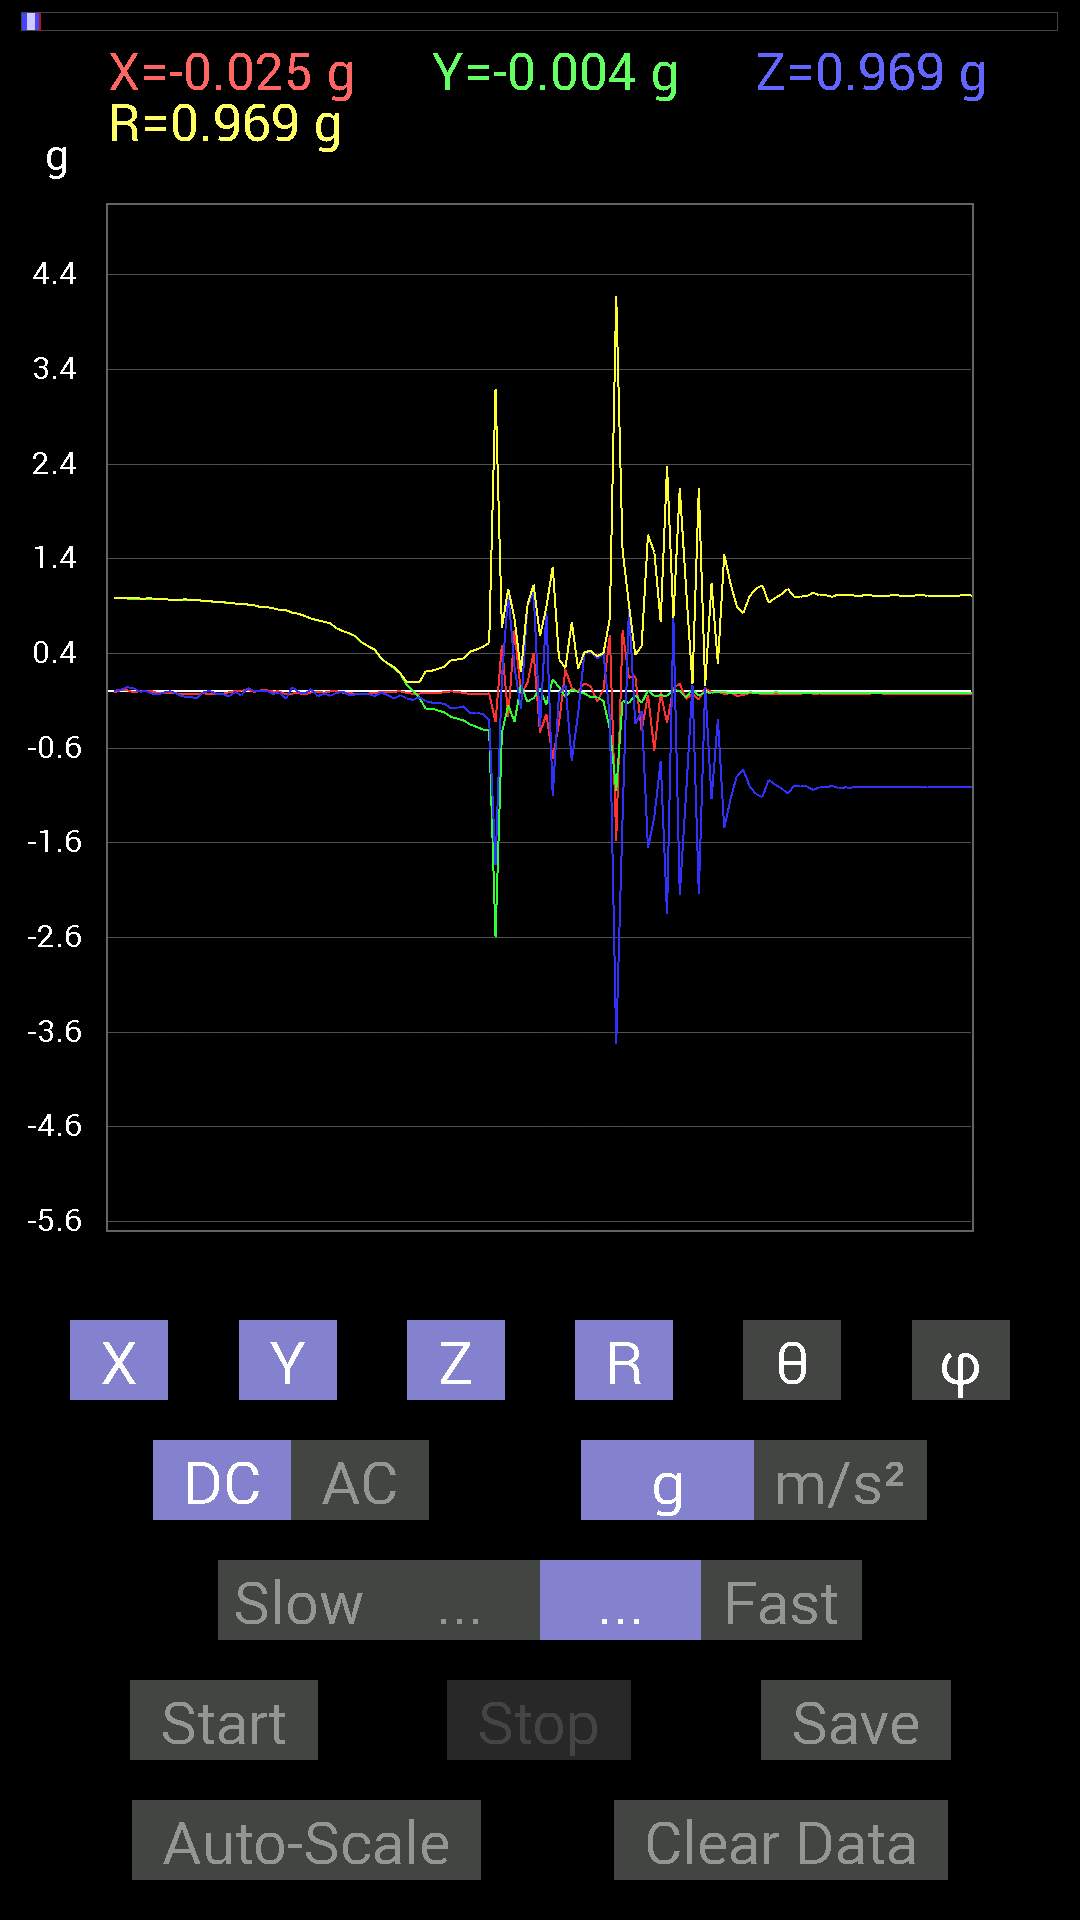 X=-0.025 g Y=-0.004 g Z=0.969 g
R=0.969 g
g
4.4
3.4
2.4
1.4
0.4
-0.6
-1.6
-2.6
-3.6
-4.6
-5.6
X Y Z R θ φ
DC AC g m/s²
Slow ... ... Fast
Start Stop Save
Auto-Scale Clear Data